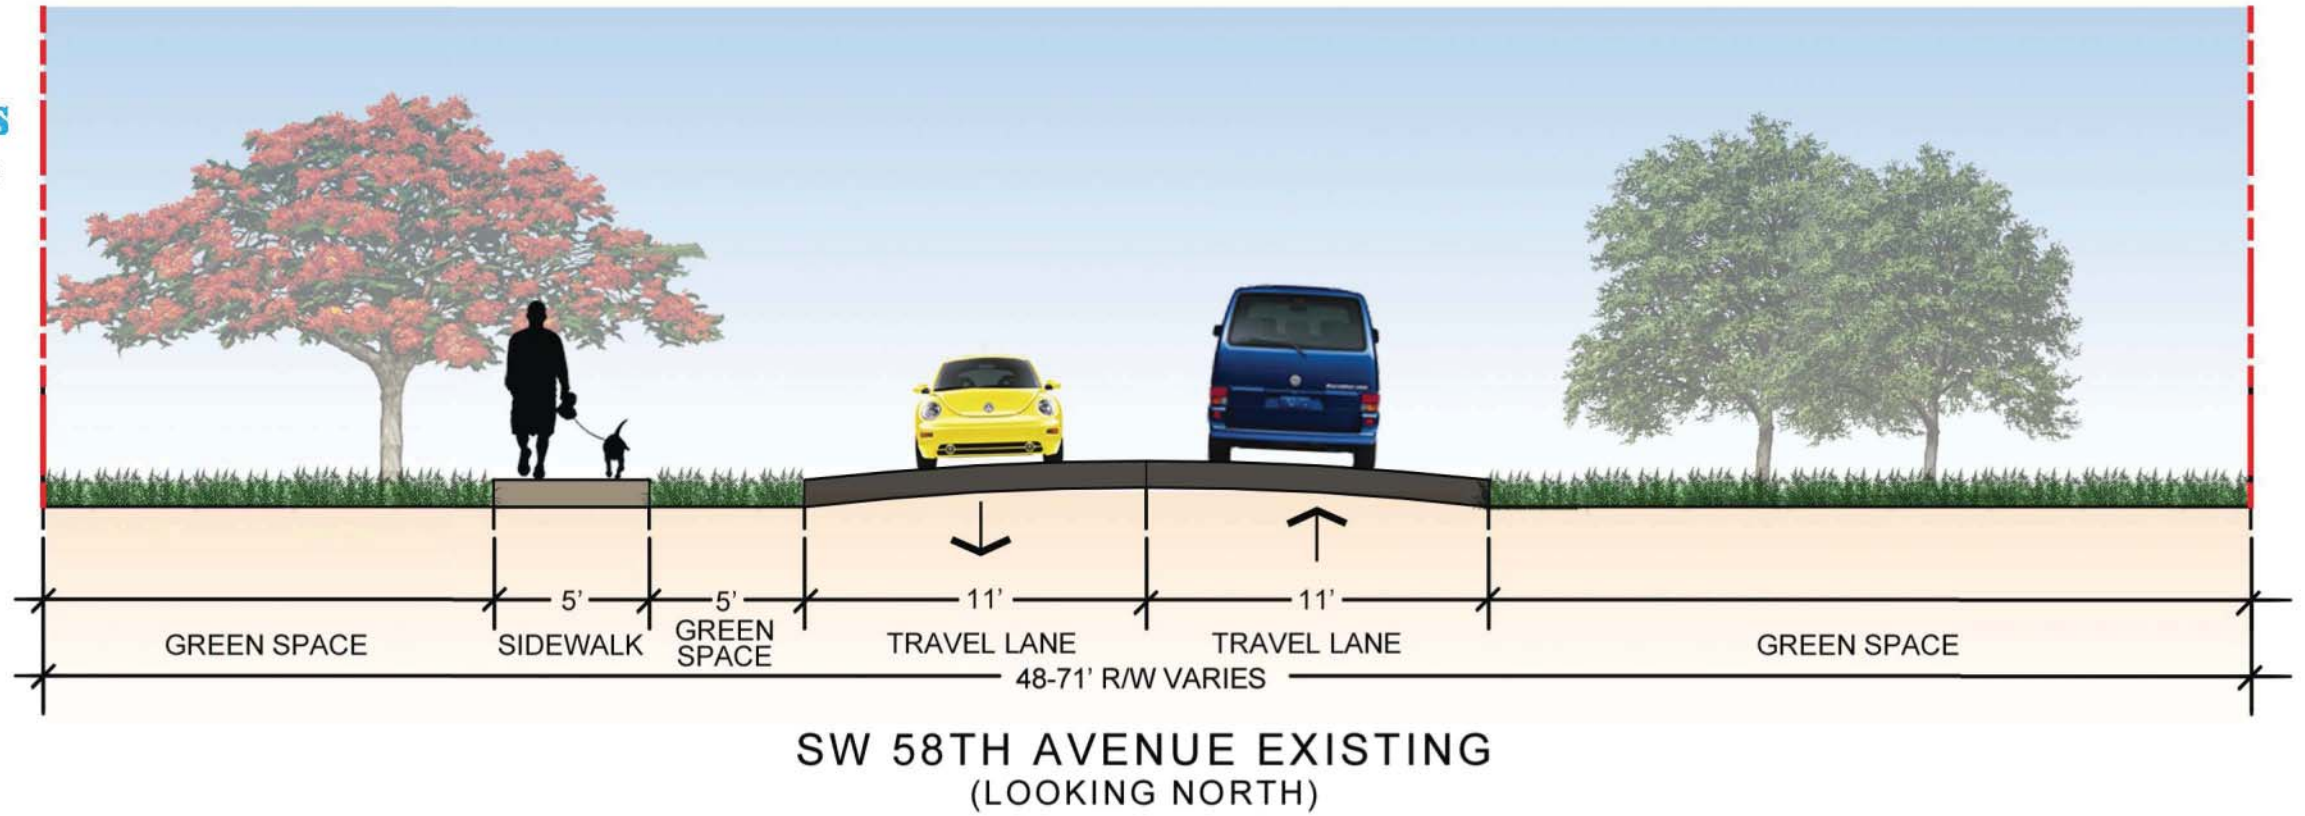 5' 5' 11' 11'
GREEN SPACE SIDEWALK GREEN SPACE TRAVEL LANE TRAVEL LANE GREEN SPACE
48-71' R/W VARIES
SW 58TH AVENUE EXISTING
(LOOKING NORTH)